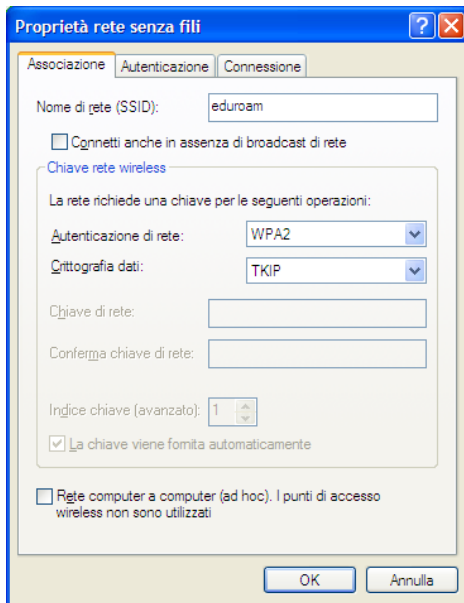 Proprietà rete senza fili
Associazione Autenticazione Connessione
Nome di rete (SSID): eduroam
Connetti anche in assenza di broadcast di rete
Chiave rete wireless
La rete richiede una chiave per le seguenti operazioni:
Autenticazione di rete: WPA2
Crittografia dati: TKIP
Chiave di rete:
Conferma chiave di rete:
Indice chiave (avanzato): 1
La chiave viene fornita automaticamente
Rete computer a computer (ad hoc). I punti di accesso
wireless non sono utilizzati
OK Annulla